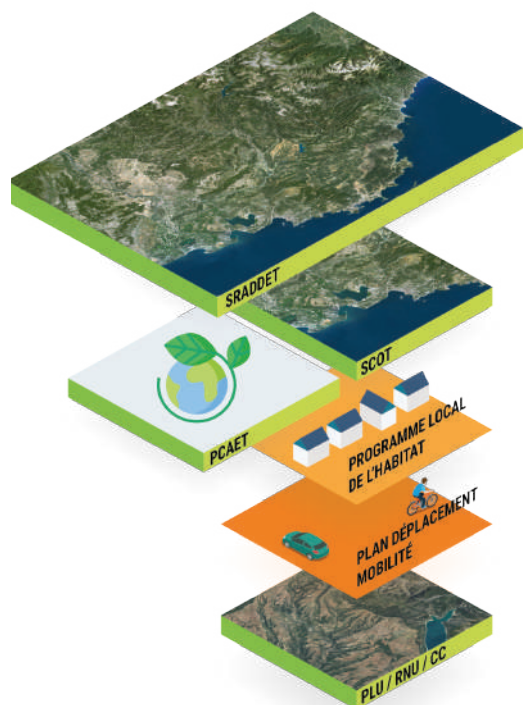 SRADDET
SCOT
PCAET
PROGRAMME LOCAL
DE L'HABITAT
PLAN DÉPLACEMENT
MOBILITÉ
PLU / RNU / CC